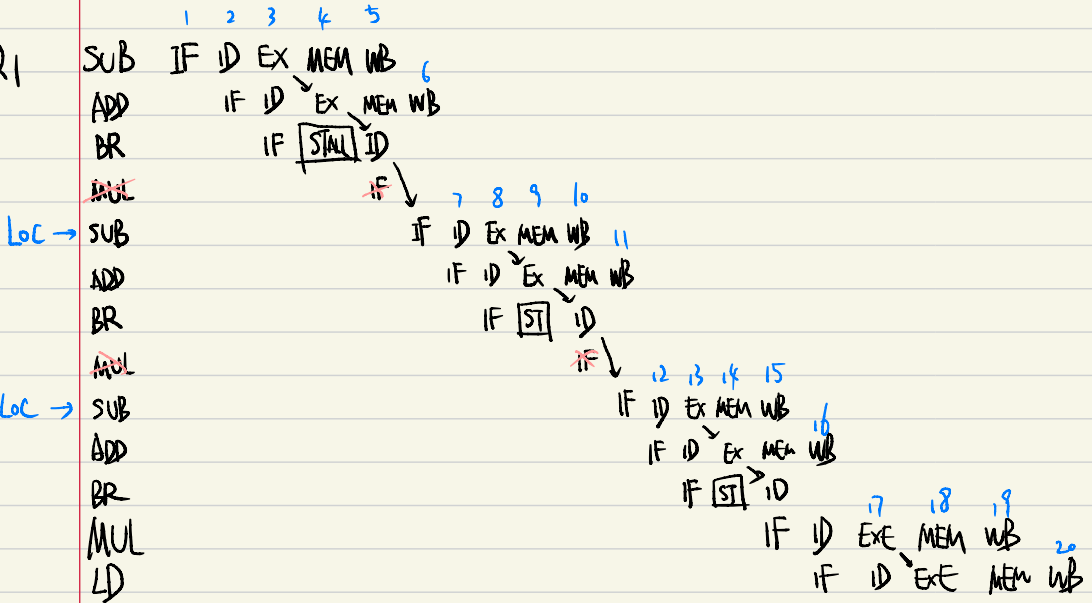 1 2 3 4 5
R1 SUB IF ID EX MEM WB
6
ADD IF ID EX MEM WB
BR IF STALL ID
MUL IF
7 8 9 10
LOC → SUB IF ID EX MEM WB
11
ADD IF ID EX MEM WB
BR IF ST ID
MUL IF
12 13 14 15
LOC → SUB IF ID EX MEM WB
16
ADD IF ID EX MEM WB
BR IF ST ID
17 18 19
MUL IF ID EXE MEM WB
20
LD IF ID EXE MEM WB